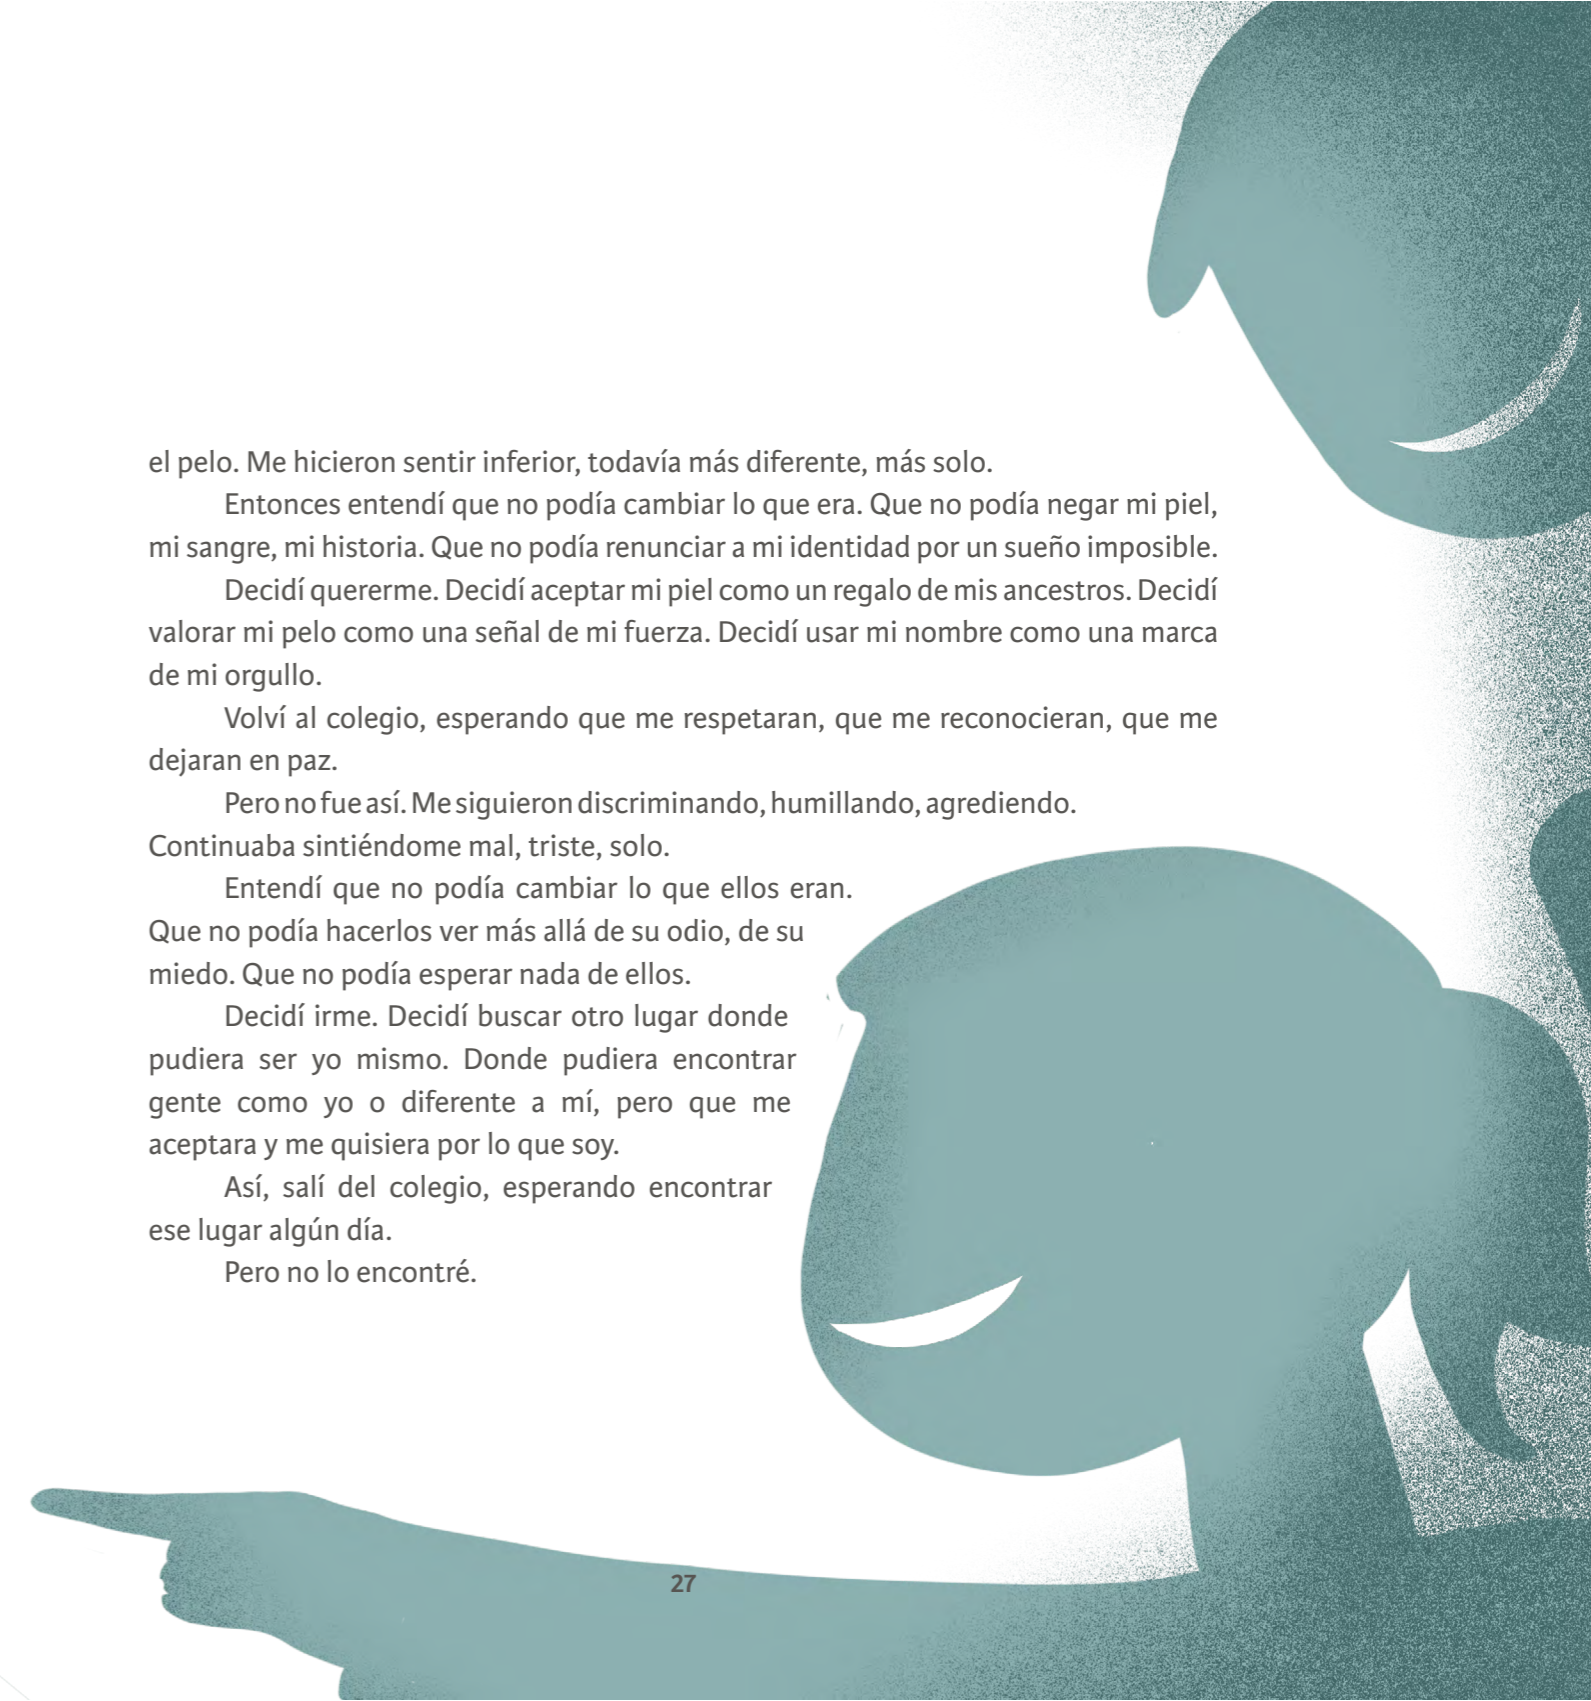 el pelo. Me hicieron sentir inferior, todavía más diferente, más solo.
Entonces entendí que no podía cambiar lo que era. Que no podía negar mi piel,
mi sangre, mi historia. Que no podía renunciar a mi identidad por un sueño imposible.
Decidí quererme. Decidí aceptar mi piel como un regalo de mis ancestros. Decidí
valorar mi pelo como una señal de mi fuerza. Decidí usar mi nombre como una marca
de mi orgullo.
Volví al colegio, esperando que me respetaran, que me reconocieran, que me
dejaran en paz.
Pero no fue así. Me siguieron discriminando, humillando, agrediendo.
Continuaba sintiéndome mal, triste, solo.
Entendí que no podía cambiar lo que ellos eran.
Que no podía hacerlos ver más allá de su odio, de su
miedo. Que no podía esperar nada de ellos.
Decidí irme. Decidí buscar otro lugar donde
pudiera ser yo mismo. Donde pudiera encontrar
gente como yo o diferente a mí, pero que me
aceptara y me quisiera por lo que soy.
Así, salí del colegio, esperando encontrar
ese lugar algún día.
Pero no lo encontré.
27